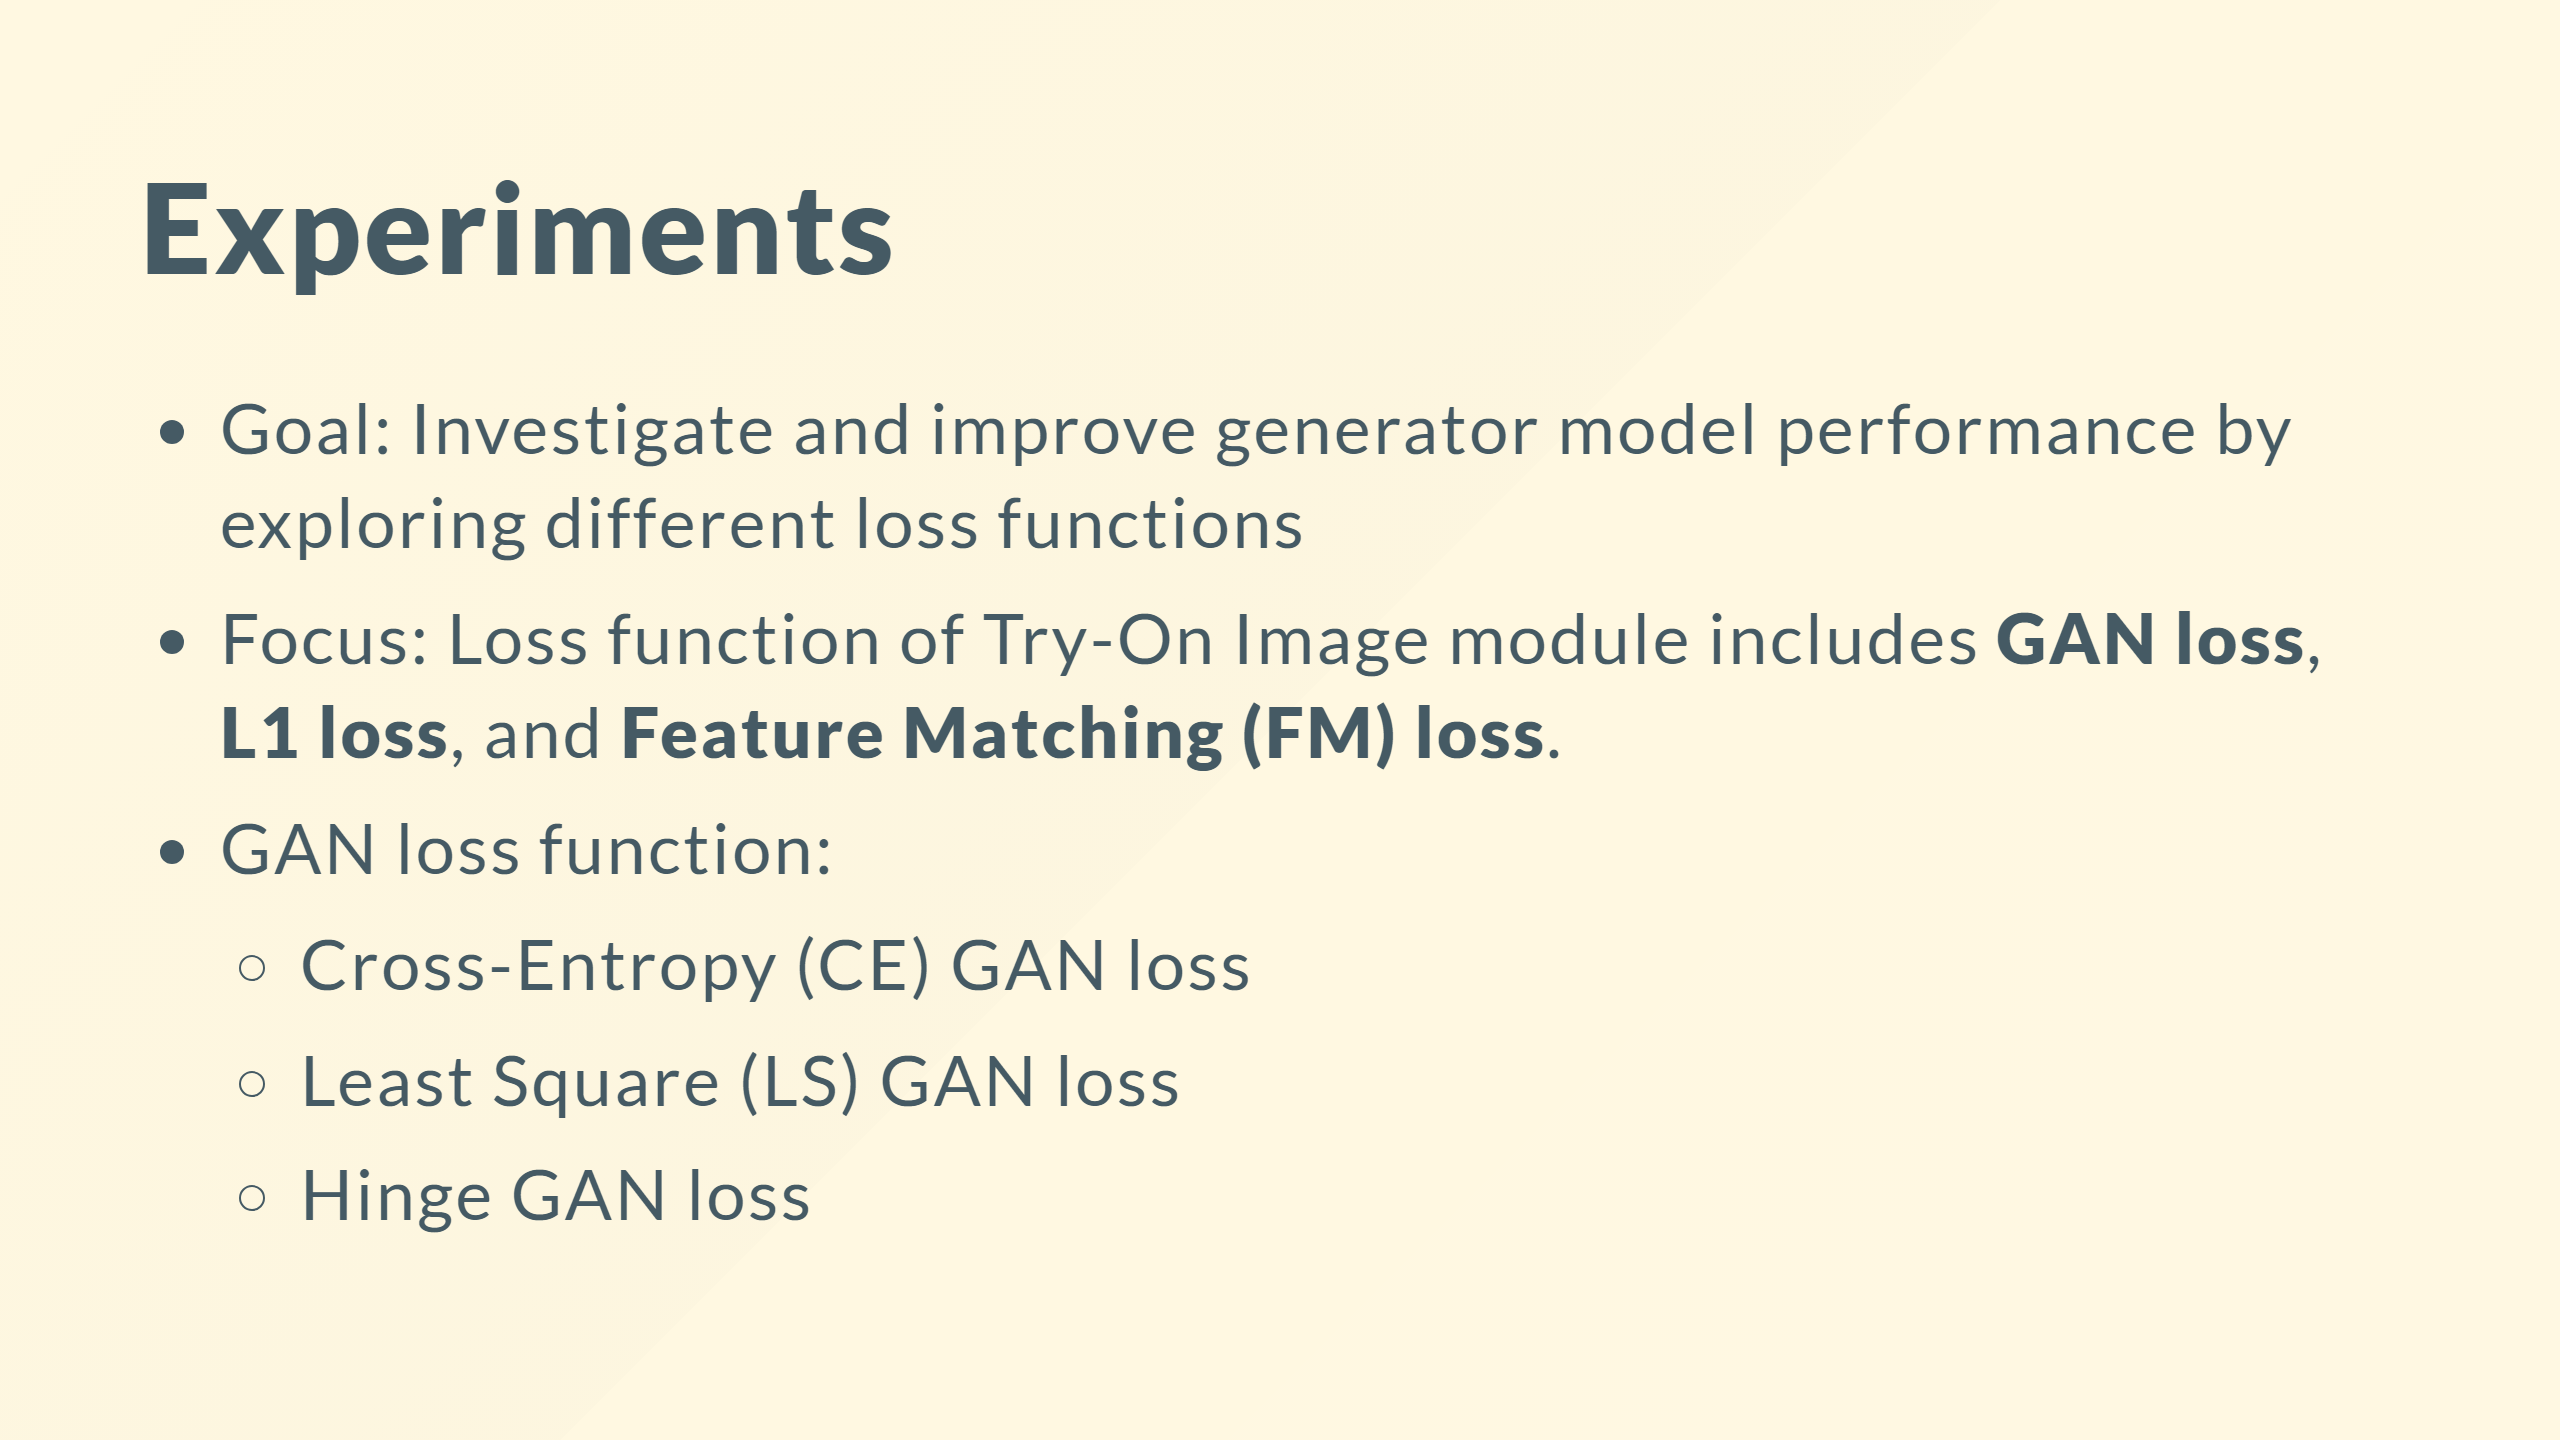 Experiments
• Goal: Investigate and improve generator model performance by
exploring different loss functions
• Focus: Loss function of Try-On Image module includes GAN loss,
L1 loss, and Feature Matching (FM) loss.
• GAN loss function:
○ Cross-Entropy (CE) GAN loss
○ Least Square (LS) GAN loss
○ Hinge GAN loss